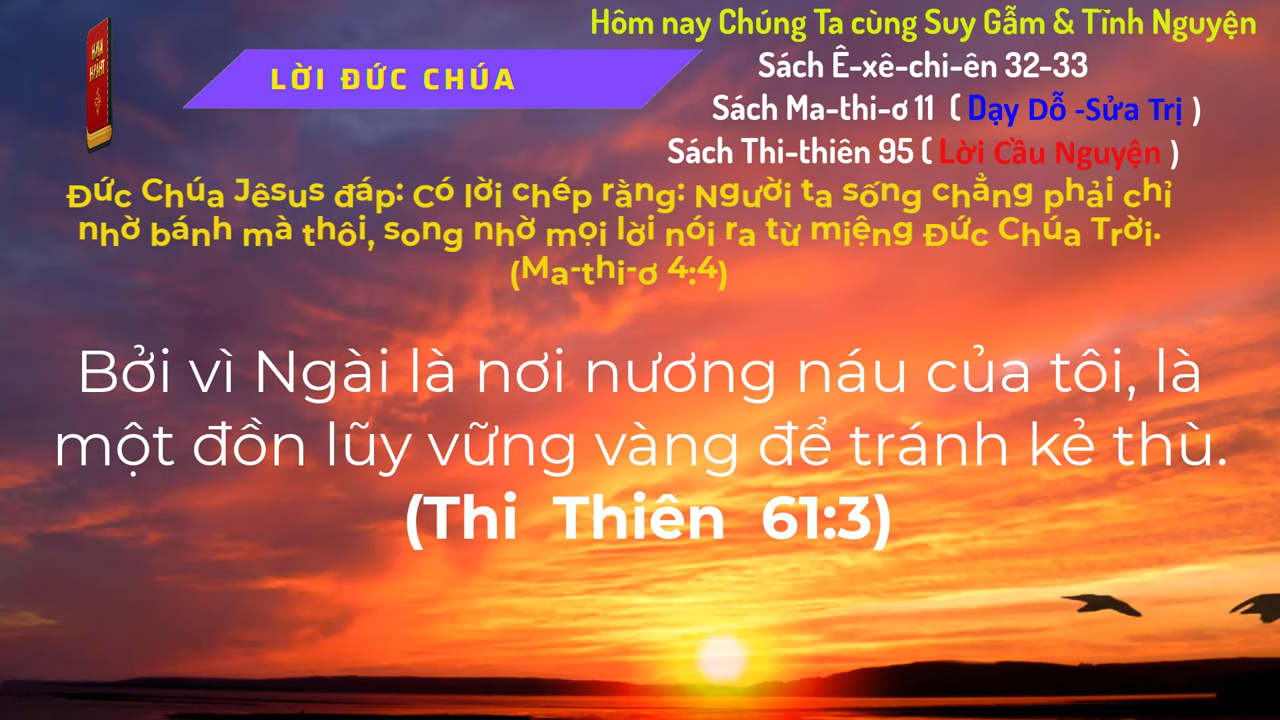 Hôm nay Chúng Ta cùng Suy Gẫm & Tĩnh Nguyện
Sách Ê-xê-chi-ên 32-33
LỜI ĐỨC CHÚA
Sách Ma-thi-ơ 11 ( Dạy Dỗ -Sửa Trị )
Sách Thi-thiên 95 ( Lời Cầu Nguyện )
Đức Chúa Jêsus đáp: Có lời chép rằng: Người ta sống chẳng phải chỉ
nhờ bánh mà thôi, song nhờ mọi lời nói ra từ miệng Đức Chúa Trời.
(Ma-thi-ơ 4:4)
Bởi vì Ngài là nơi nương náu của tôi, là
một đồn lũy vững vàng để tránh kẻ thù.
(Thi Thiên 61:3)